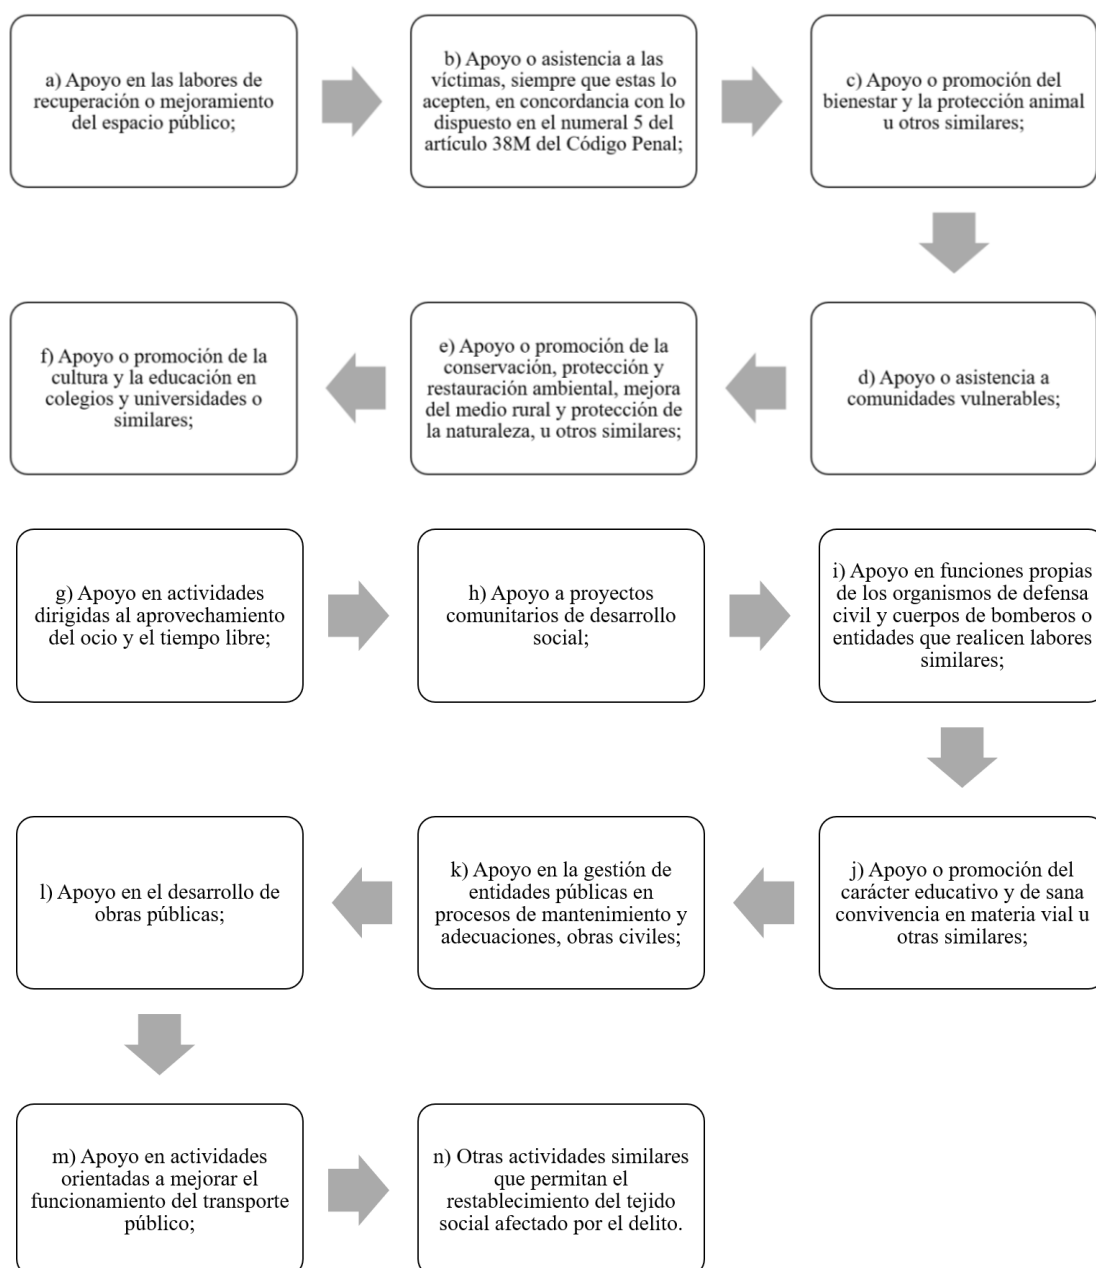 a) Apoyo en las labores de
recuperación o mejoramiento
del espacio público;
b) Apoyo o asistencia a las
víctimas, siempre que estas lo
acepten, en concordancia con lo
dispuesto en el numeral 5 del
artículo 38M del Código Penal;
c) Apoyo o promoción del
bienestar y la protección animal
u otros similares;
d) Apoyo o asistencia a
comunidades vulnerables;
e) Apoyo o promoción de la
conservación, protección y
restauración ambiental, mejora
del medio rural y protección de
la naturaleza, u otros similares;
f) Apoyo o promoción de la
cultura y la educación en
colegios y universidades o
similares;
g) Apoyo en actividades
dirigidas al aprovechamiento
del ocio y el tiempo libre;
h) Apoyo a proyectos
comunitarios de desarrollo
social;
i) Apoyo en funciones propias
de los organismos de defensa
civil y cuerpos de bomberos o
entidades que realicen labores
similares;
j) Apoyo o promoción del
carácter educativo y de sana
convivencia en materia vial u
otras similares;
k) Apoyo en la gestión de
entidades públicas en
procesos de mantenimiento y
adecuaciones, obras civiles;
l) Apoyo en el desarrollo de
obras públicas;
m) Apoyo en actividades
orientadas a mejorar el
funcionamiento del transporte
público;
n) Otras actividades similares
que permitan el
restablecimiento del tejido
social afectado por el delito.